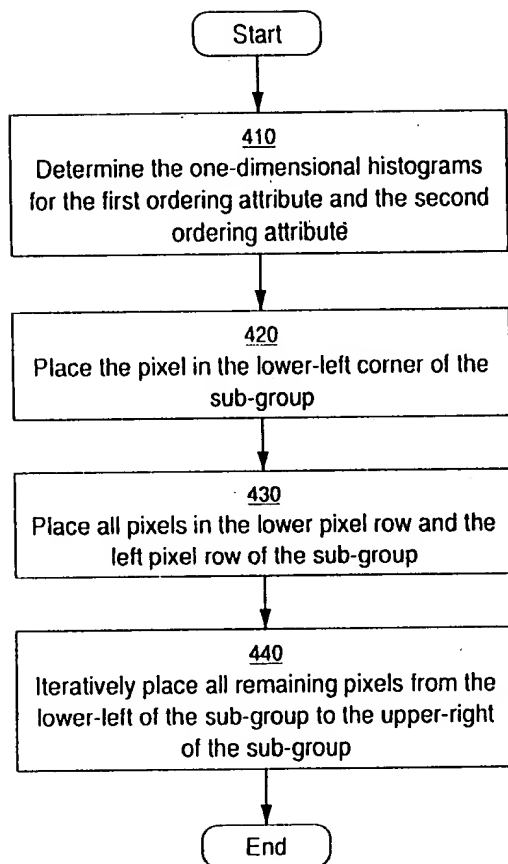 Start
410
Determine the one-dimensional histograms
for the first ordering attribute and the second
ordering attribute
420
Place the pixel in the lower-left corner of the
sub-group
430
Place all pixels in the lower pixel row and the
left pixel row of the sub-group
440
Iteratively place all remaining pixels from the
lower-left of the sub-group to the upper-right
of the sub-group
End